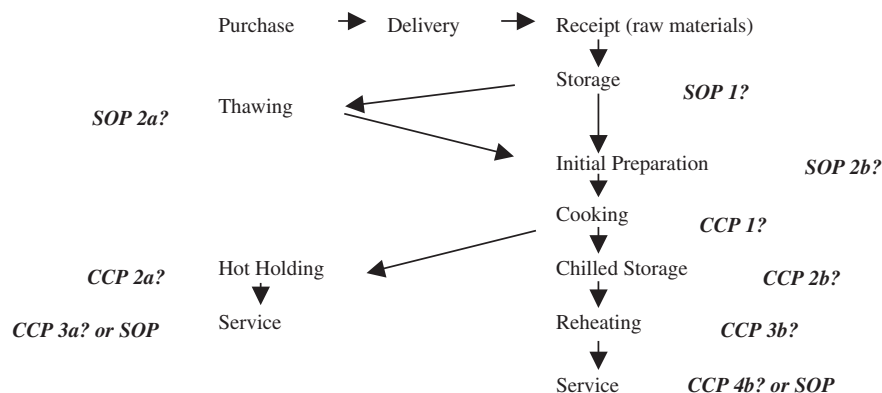 Purchase Delivery Receipt (raw materials)
Storage SOP 1?
SOP 2a? Thawing
Initial Preparation SOP 2b?
Cooking CCP 1?
CCP 2a? Hot Holding Chilled Storage CCP 2b?
CCP 3a? or SOP Service Reheating CCP 3b?
Service CCP 4b? or SOP